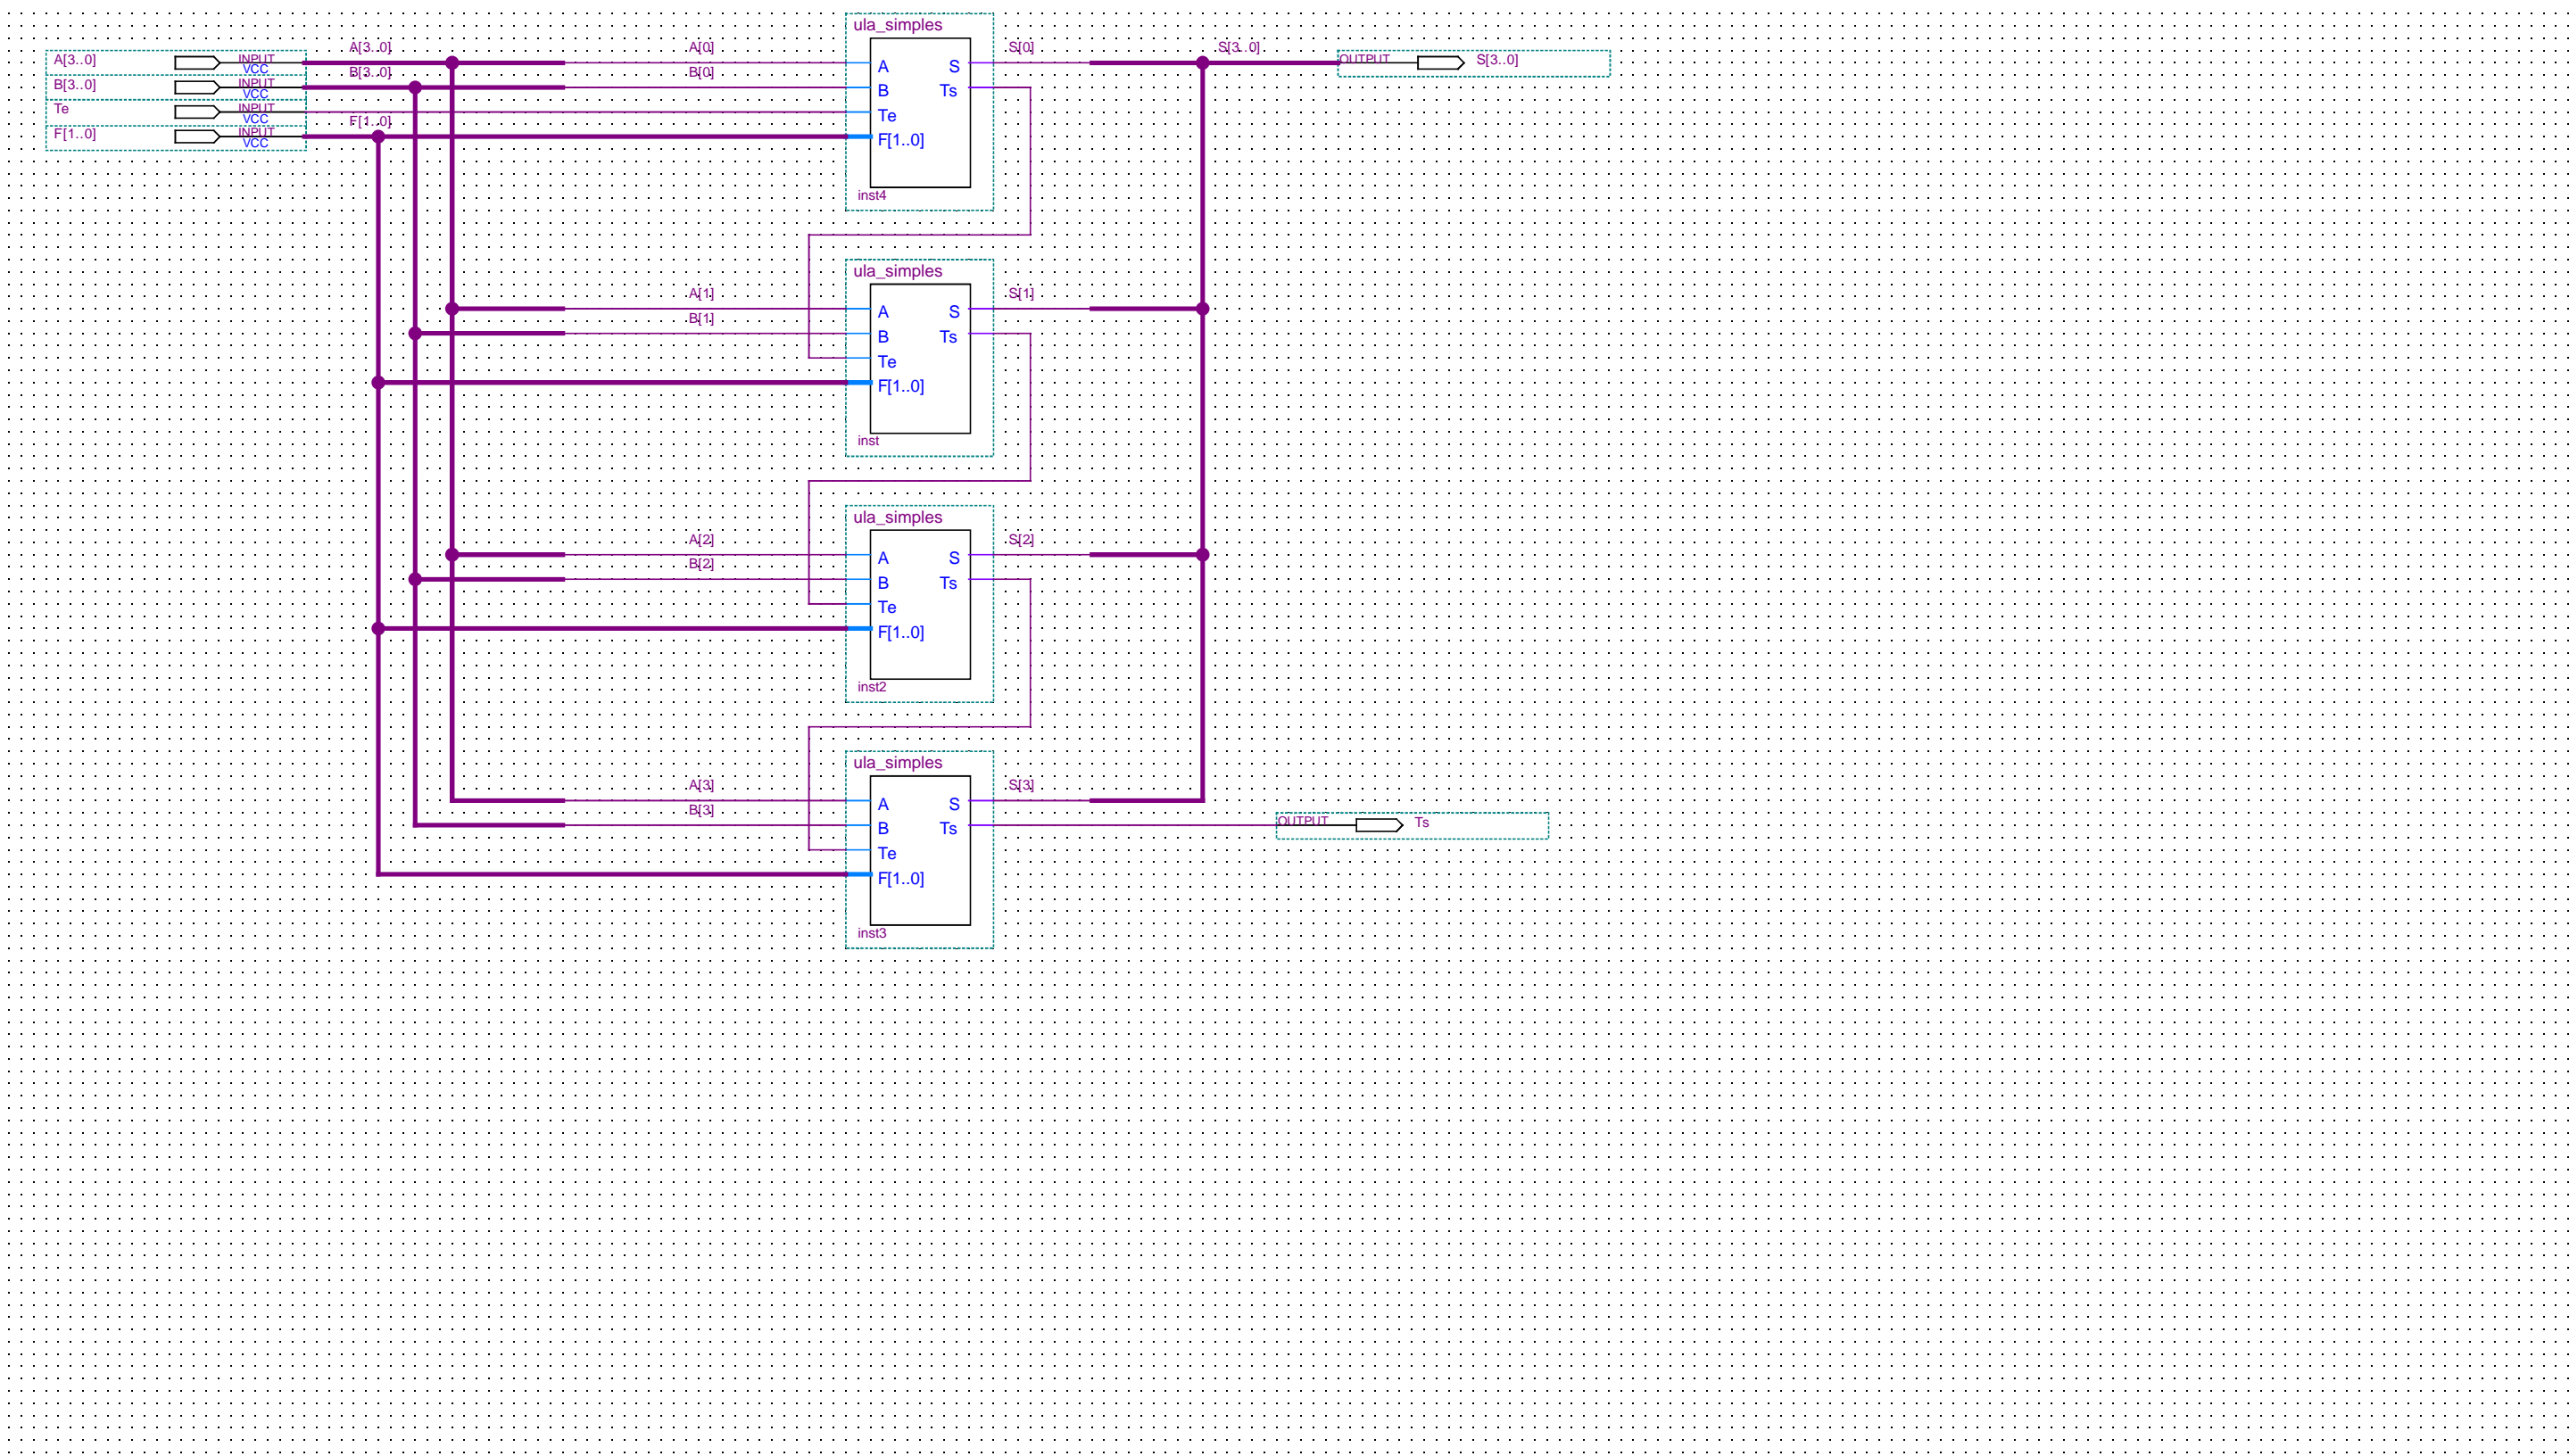 ula_simples
A[3..0] INPUT VCC A[3..0] A[0] A S S[0] S[3..0] OUTPUT S[3..0]
B[3..0] INPUT VCC B[3..0] B[0] B Ts
Te INPUT VCC Te
F[1..0] INPUT VCC F[1..0] F[1..0]
inst4
ula_simples
A[1] A S S[1]
B[1] B Ts
Te
F[1..0]
inst
ula_simples
A[2] A S S[2]
B[2] B Ts
Te
F[1..0]
inst2
ula_simples
A[3] A S S[3]
B[3] B Ts OUTPUT Ts
Te
F[1..0]
inst3